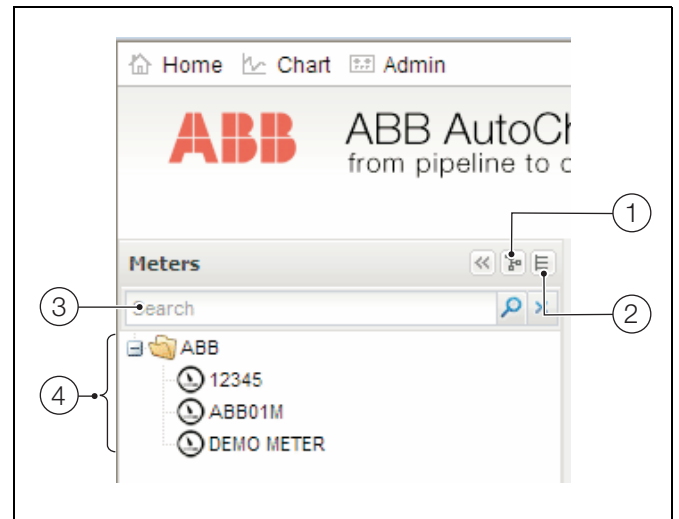 Home Chart Admin
ABB
ABB AutoCh
from pipeline to c
1
Meters
2
3
Search
ABB
4
12345
ABB01M
DEMO METER